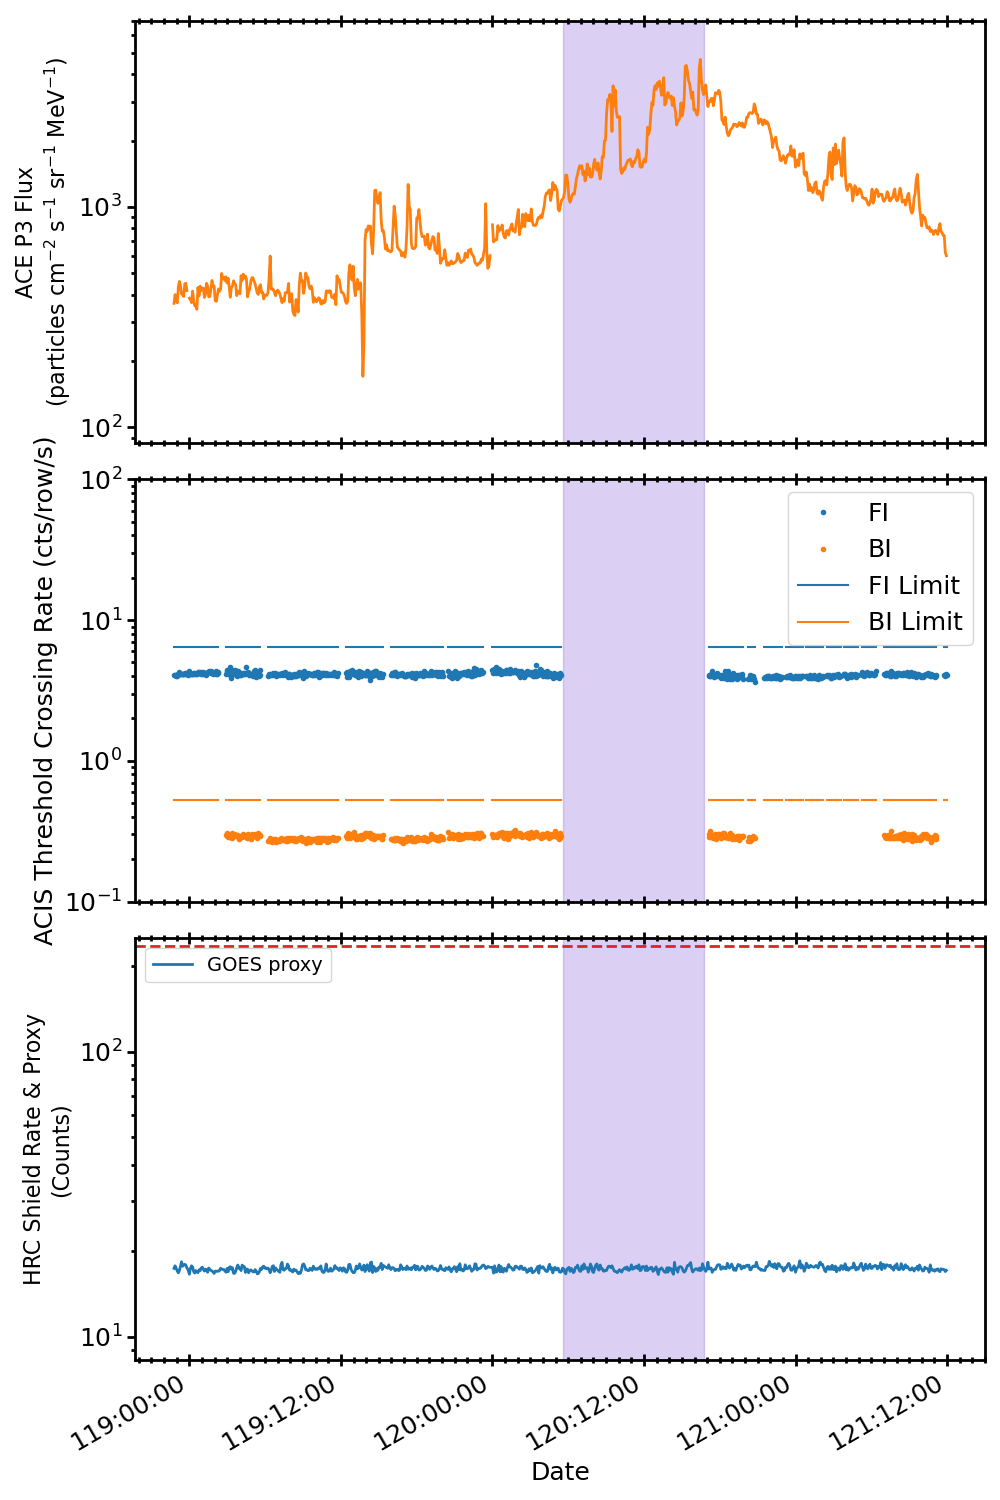 ACE P3 Flux
(particles cm⁻² s⁻¹ sr⁻¹ MeV⁻¹)
10³
10²
ACIS Threshold Crossing Rate (cts/row/s)
10²
10¹
10⁰
10⁻¹
FI
BI
FI Limit
BI Limit
HRC Shield Rate & Proxy
(Counts)
10²
10¹
GOES proxy
119:00:00
119:12:00
120:00:00
120:12:00
121:00:00
121:12:00
Date